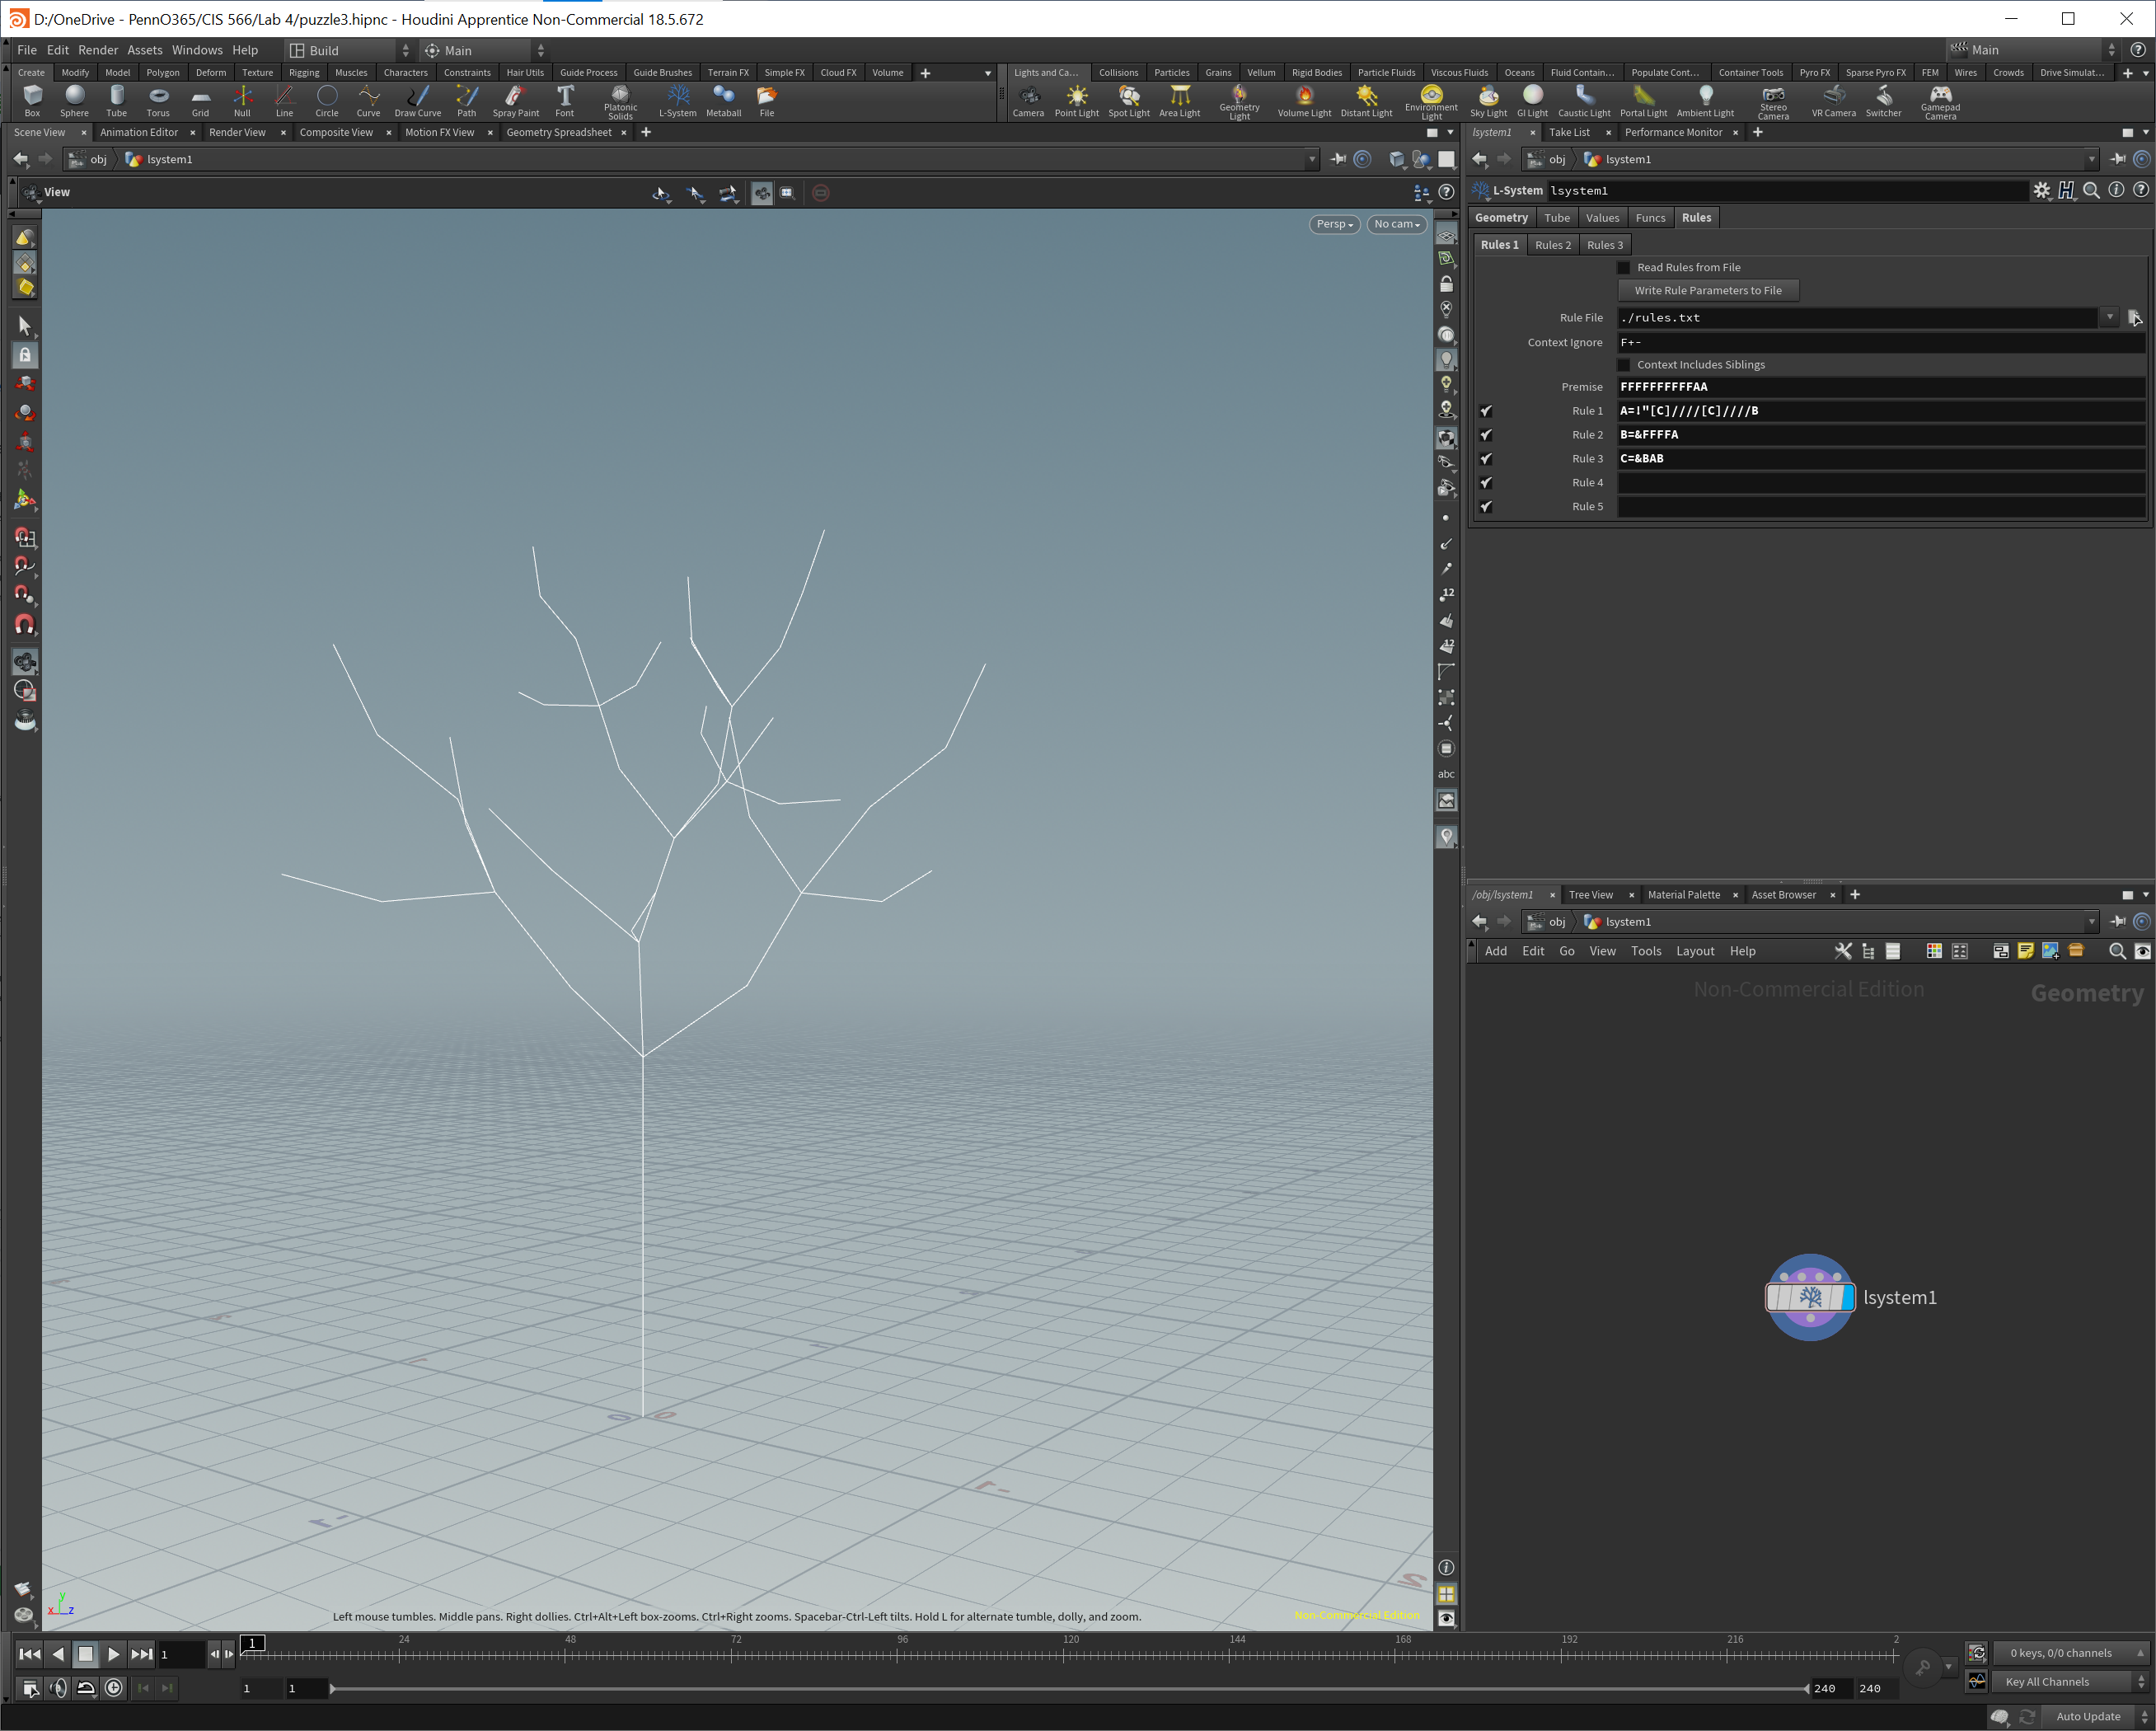 D:/OneDrive - PennO365/CIS 566/Lab 4/puzzle3.hipnc - Houdini Apprentice Non-Commercial 18.5.672
File Edit Render Assets Windows Help Build Main Main
Create Modify Model Polygon Deform Texture Rigging Muscles Characters Constraints Hair Utils Guide Process Guide Brushes Terrain FX Simple FX Cloud FX Volume
Lights and Ca... Collisions Particles Grains Vellum Rigid Bodies Particle Fluids Viscous Fluids Oceans Fluid Contain... Populate Cont... Container Tools Pyro FX Sparse Pyro FX FEM Wires Crowds Drive Simulat...
Box Sphere Tube Torus Grid Null Line Circle Curve Draw Curve Path Spray Paint Font Platonic Solids L-System Metaball File
Camera Point Light Spot Light Area Light Geometry Light Volume Light Distant Light Environment Light Sky Light GI Light Caustic Light Portal Light Ambient Light Stereo Camera VR Camera Switcher Gamepad Camera
Scene View Animation Editor Render View Composite View Motion FX View Geometry Spreadsheet
obj lsystem1
View
Persp No cam
12
12
abc
x y z
Left mouse tumbles. Middle pans. Right dollies. Ctrl+Alt+Left box-zooms. Ctrl+Right zooms. Spacebar-Ctrl-Left tilts. Hold L for alternate tumble, dolly, and zoom.
Non-Commercial Edition
lsystem1 Take List Performance Monitor
obj lsystem1
L-System lsystem1
Geometry Tube Values Funcs Rules
Rules 1 Rules 2 Rules 3
Read Rules from File
Write Rule Parameters to File
Rule File ./rules.txt
Context Ignore F+-
Context Includes Siblings
Premise FFFFFFFFFFAA
Rule 1 A=!"[C]////[C]////B
Rule 2 B=&FFFFA
Rule 3 C=&BAB
Rule 4
Rule 5
/obj/lsystem1 Tree View Material Palette Asset Browser
obj lsystem1
Add Edit Go View Tools Layout Help
Non-Commercial Edition Geometry
lsystem1
1 1 24 48 72 96 120 144 168 192 216 2
0 keys, 0/0 channels
1 1 240 240
Key All Channels
Auto Update